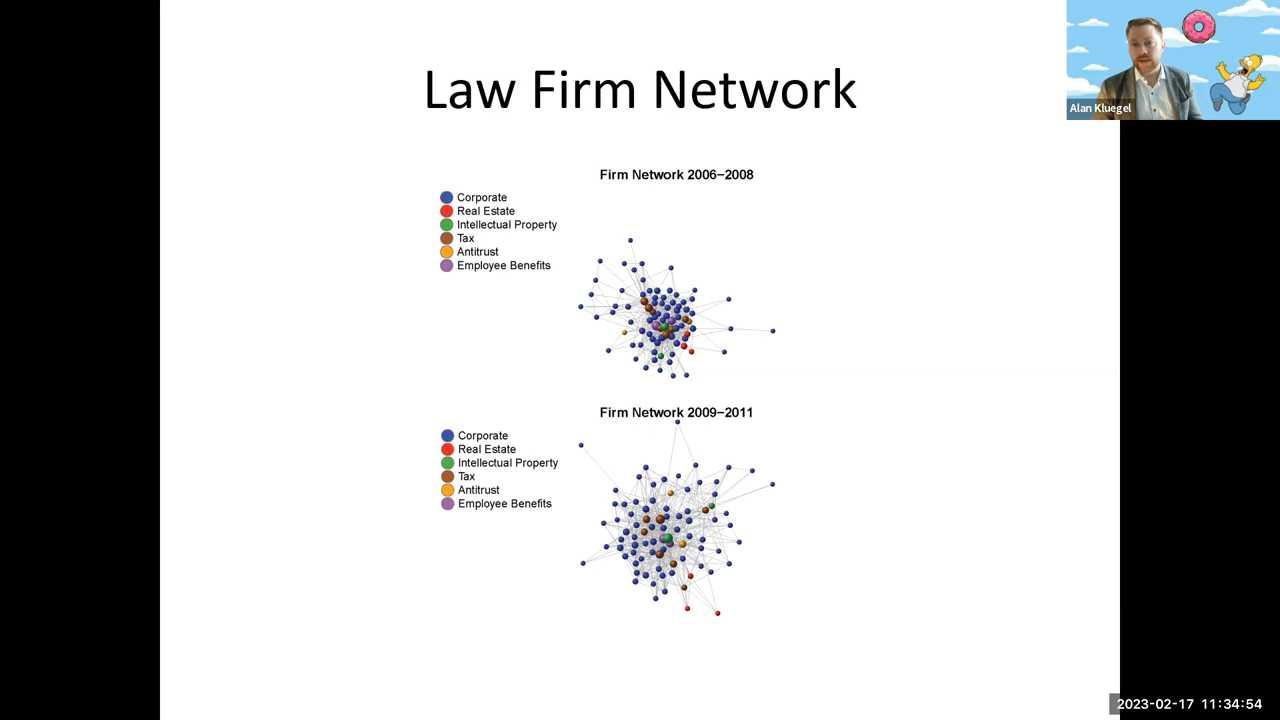 Law Firm Network
Alan Kluegel
Firm Network 2006−2008
Corporate
Real Estate
Intellectual Property
Tax
Antitrust
Employee Benefits
Firm Network 2009−2011
Corporate
Real Estate
Intellectual Property
Tax
Antitrust
Employee Benefits
2023-02-17 11:34:54